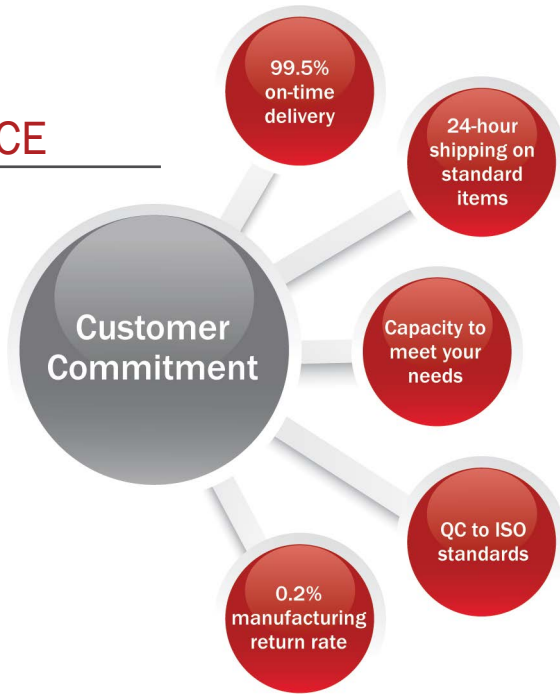 CE
99.5%
on-time
delivery
24-hour
shipping on
standard
items
Customer
Commitment
Capacity to
meet your
needs
QC to ISO
standards
0.2%
manufacturing
return rate